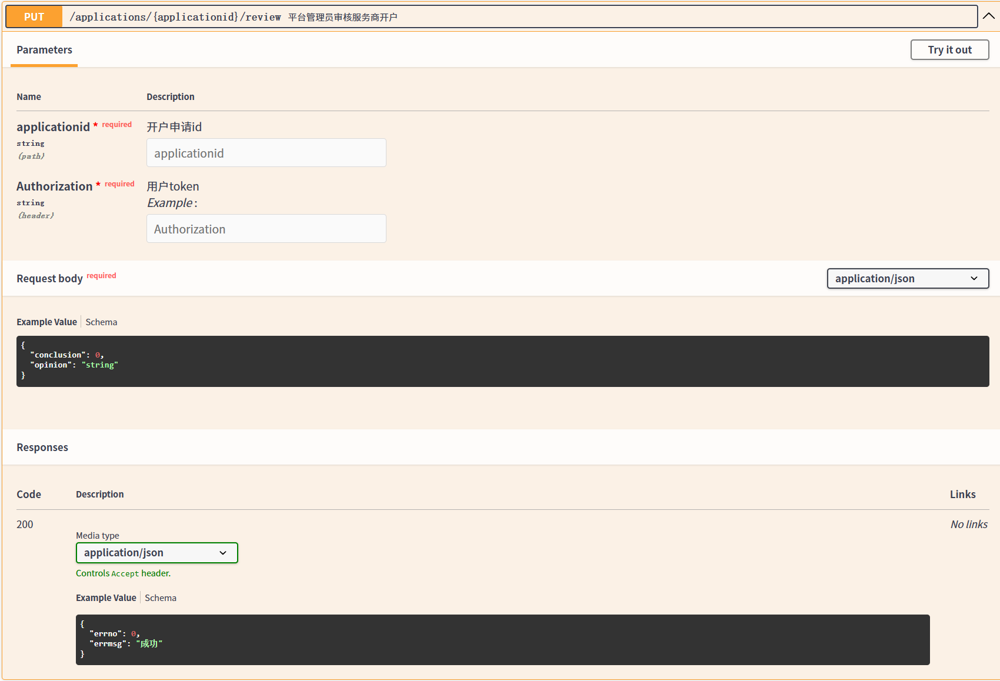 PUT /applications/{applicationid}/review 平台管理员审核服务商开户
Parameters
Try it out
Name Description
applicationid * required
string
(path)
开户申请id
applicationid
Authorization * required
string
(header)
用户token
Example :
Authorization
Request body required
application/json
Example Value Schema
{
"conclusion": 0,
"opinion": "string"
}
Responses
Code Description Links
200
No links
Media type
application/json
Controls Accept header.
Example Value Schema
{
"errno": 0,
"errmsg": "成功"
}